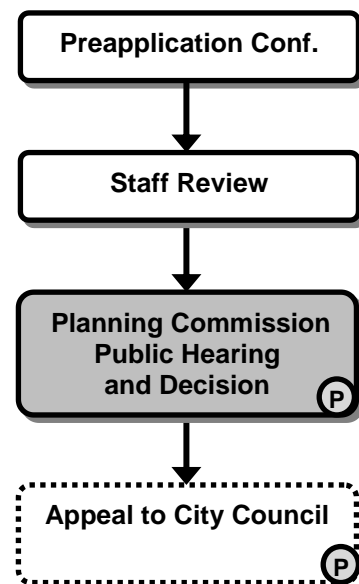 Preapplication Conf.
Staff Review
Planning Commission
Public Hearing
and Decision
P
Appeal to City Council
P